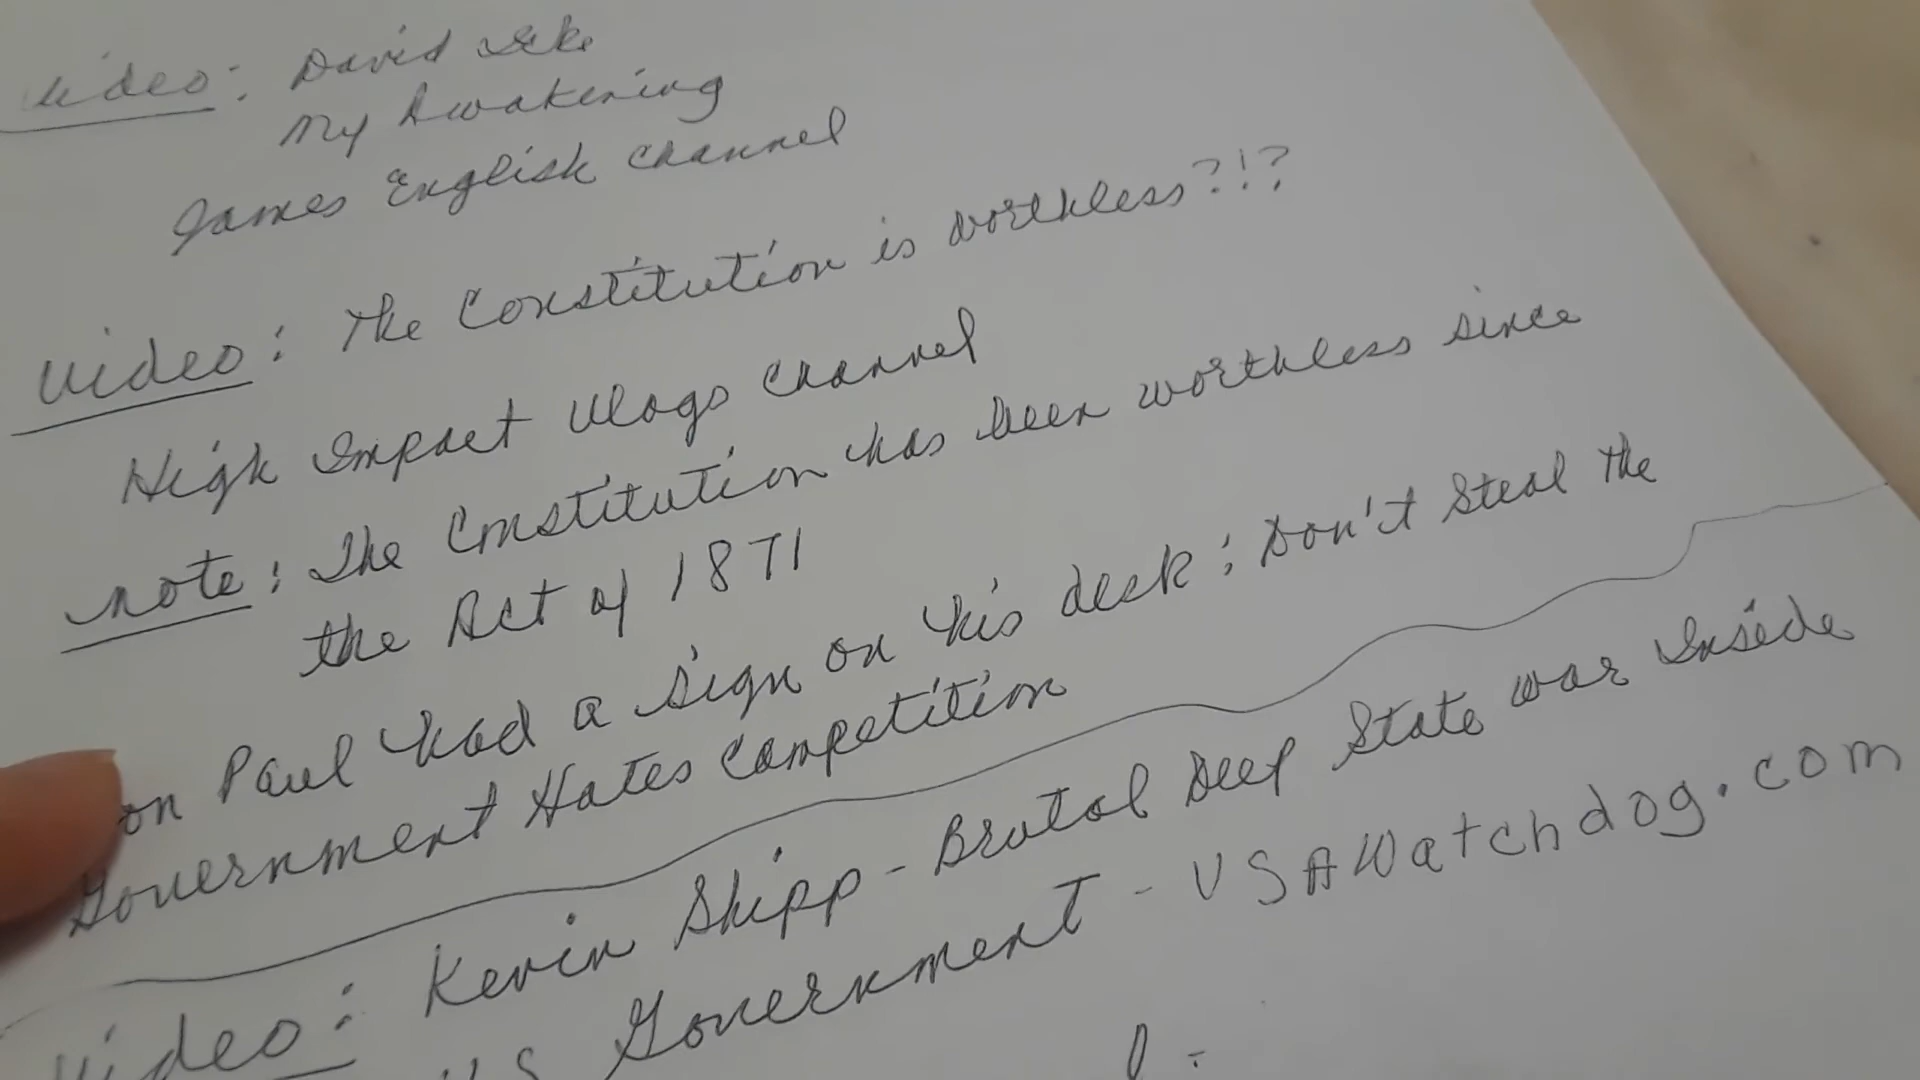 Video: David Icke
My Awakening
James English Channel
Video: The Constitution is worthless?!?
High Impact Vlogs Channel
Note: The Constitution has been worthless since
the Act of 1871
on Paul had a sign on his desk: Don't Steal the
Government Hates Competition
Video: Kevin Shipp - Brutal Deep State war Inside
U.S Government - USAWatchdog.com